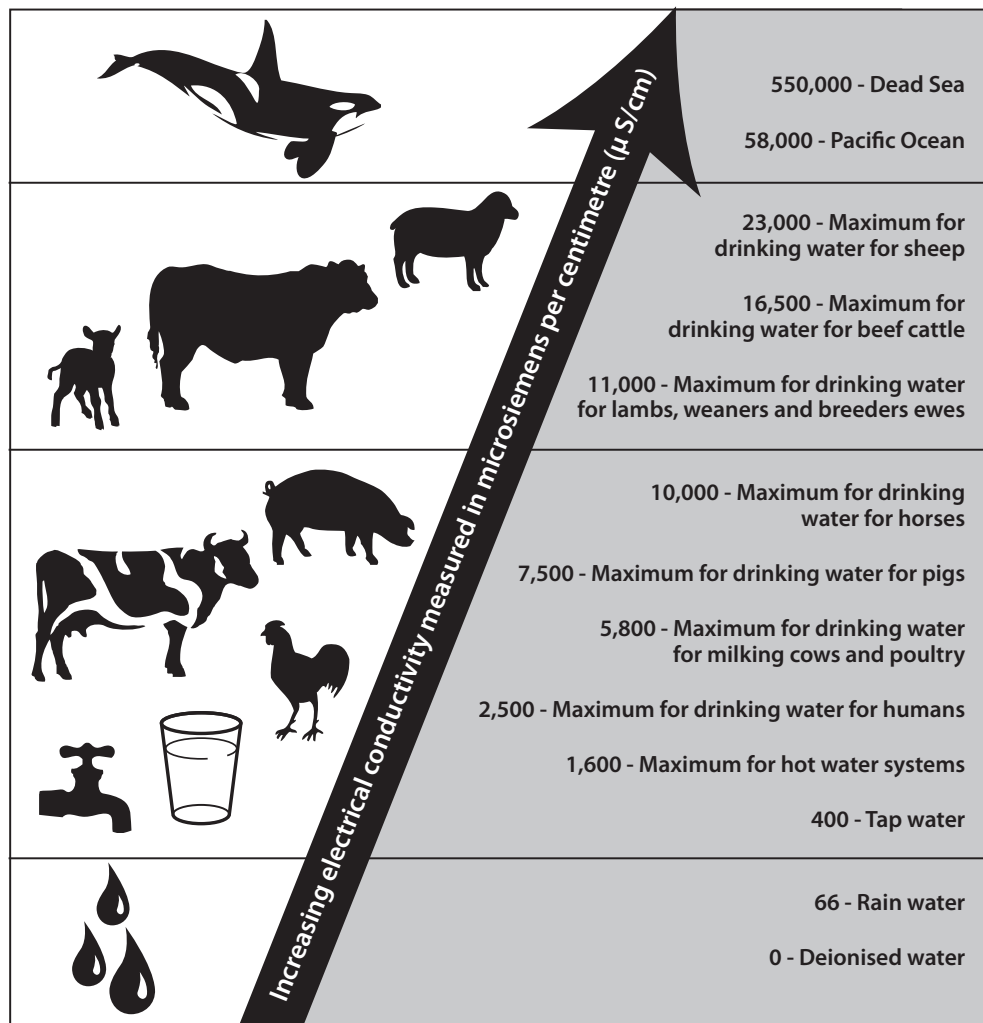 550,000 - Dead Sea
58,000 - Pacific Ocean
23,000 - Maximum for
drinking water for sheep
16,500 - Maximum for
drinking water for beef cattle
11,000 - Maximum for drinking water
for lambs, weaners and breeders ewes
10,000 - Maximum for drinking
water for horses
7,500 - Maximum for drinking water for pigs
5,800 - Maximum for drinking water
for milking cows and poultry
2,500 - Maximum for drinking water for humans
1,600 - Maximum for hot water systems
400 - Tap water
66 - Rain water
0 - Deionised water
Increasing electrical conductivity measured in microsiemens per centimetre (µ S/cm)